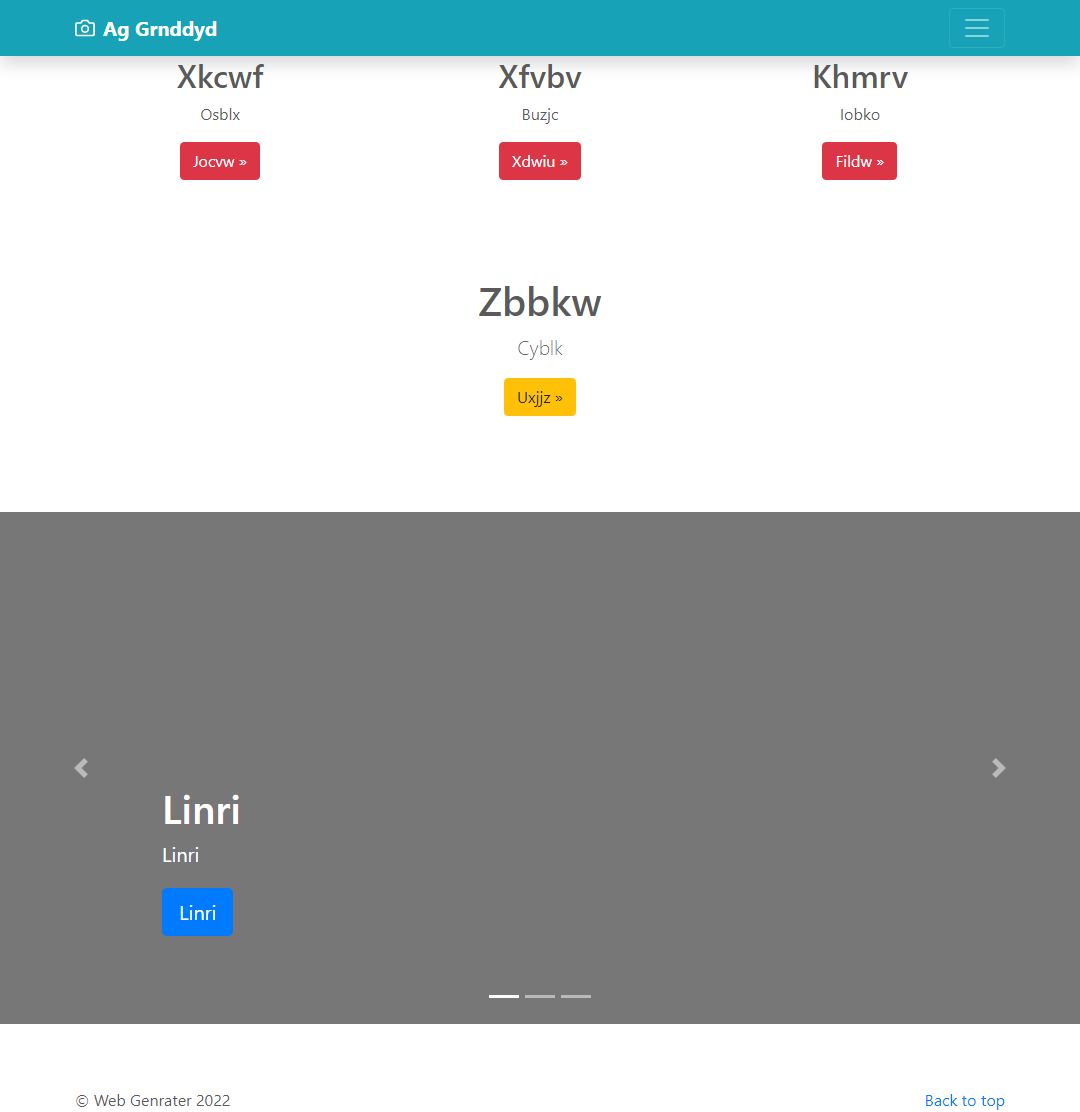 Ag Grnddyd
Xkcwf
Osblx
Jocvw »
Xfvbv
Buzjc
Xdwiu »
Khmrv
Iobko
Fildw »
Zbbkw
Cyblk
Uxjjz »
Linri
Linri
Linri
© Web Genrater 2022
Back to top